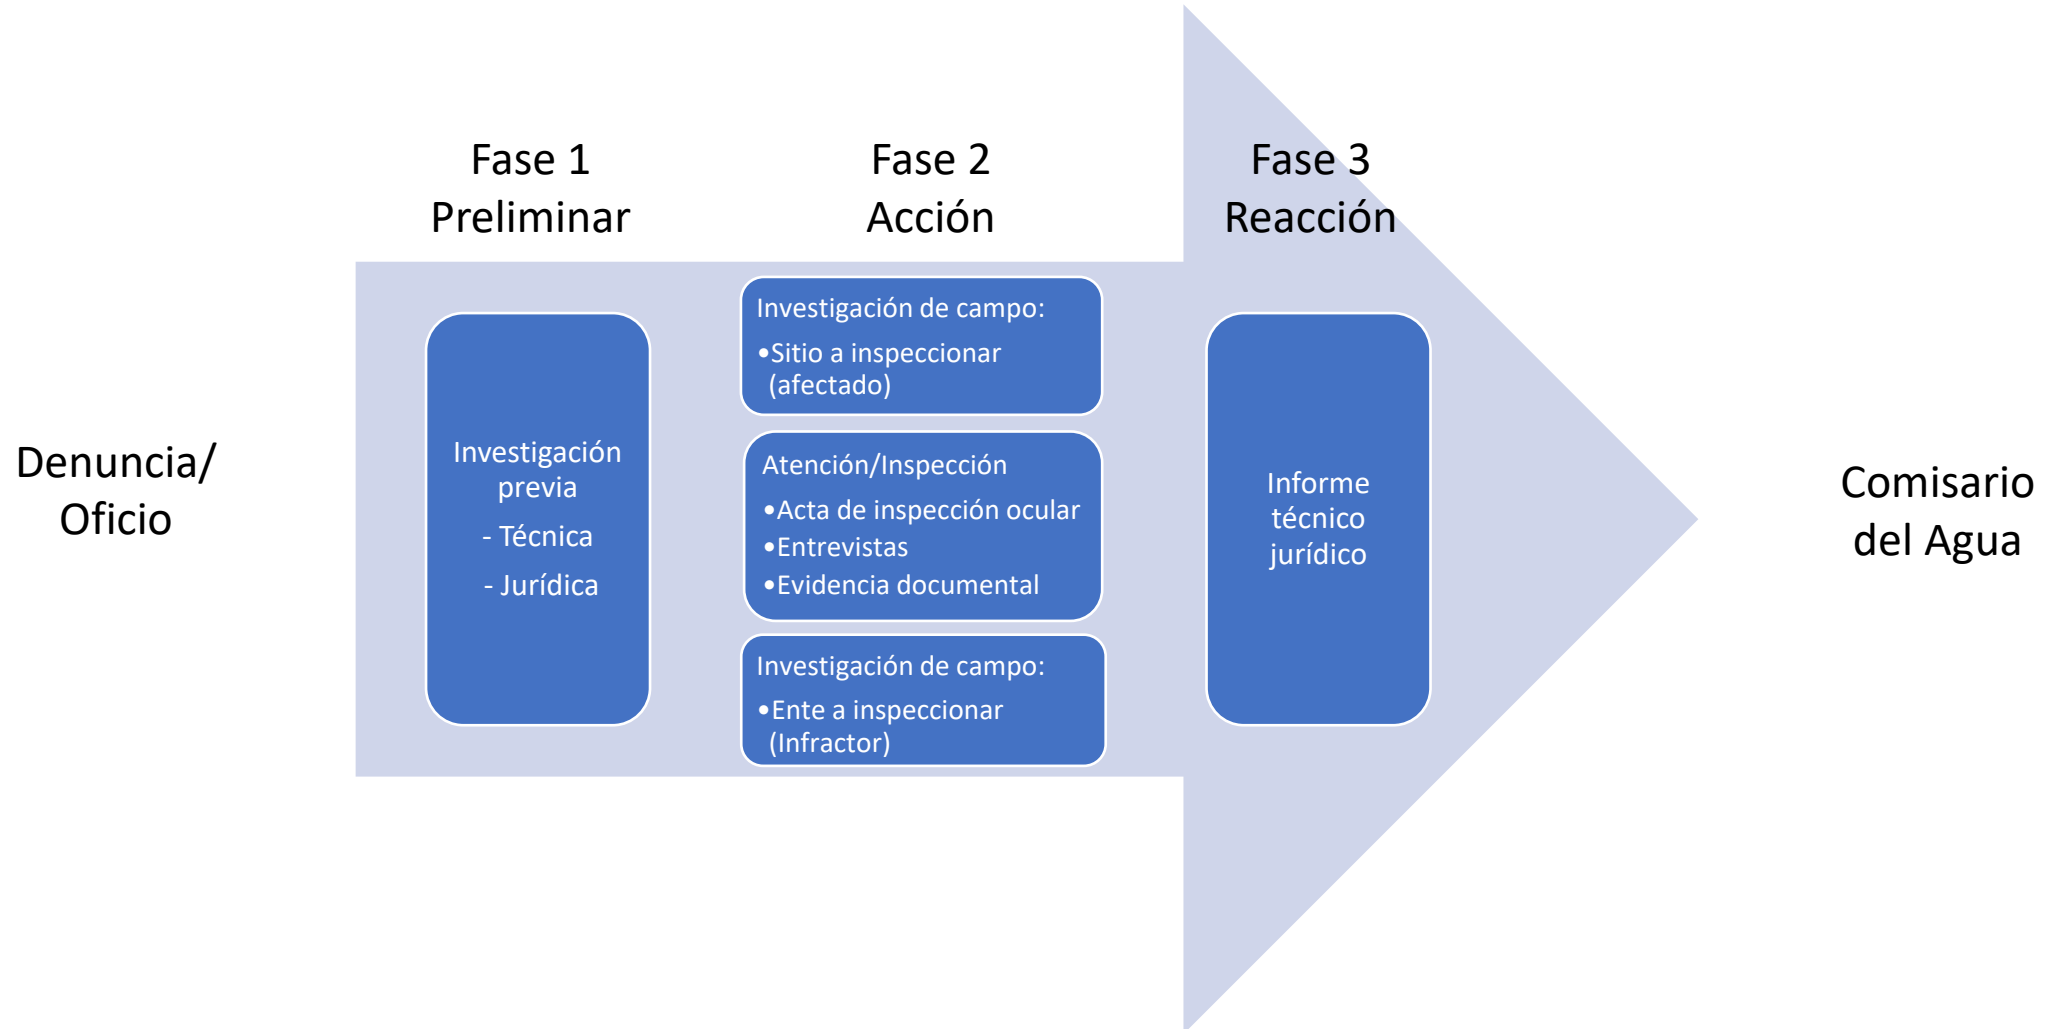 Denuncia/
Oficio
Fase 1
Preliminar
Investigación
previa
- Técnica
- Jurídica
Fase 2
Acción
Investigación de campo:
•Sitio a inspeccionar
(afectado)
Atención/Inspección
•Acta de inspección ocular
•Entrevistas
•Evidencia documental
Investigación de campo:
•Ente a inspeccionar
(Infractor)
Fase 3
Reacción
Informe
técnico
jurídico
Comisario
del Agua